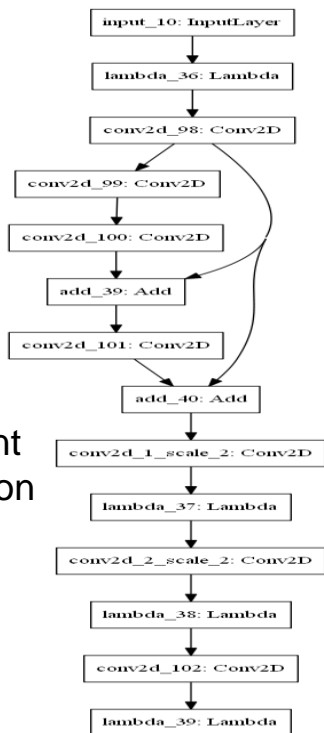 input_10: InputLayer
lambda_36: Lambda
conv2d_98: Conv2D
conv2d_99: Conv2D
conv2d_100: Conv2D
add_39: Add
conv2d_101: Conv2D
add_40: Add
nt
on
conv2d_1_scale_2: Conv2D
lambda_37: Lambda
conv2d_2_scale_2: Conv2D
lambda_38: Lambda
conv2d_102: Conv2D
lambda_39: Lambda